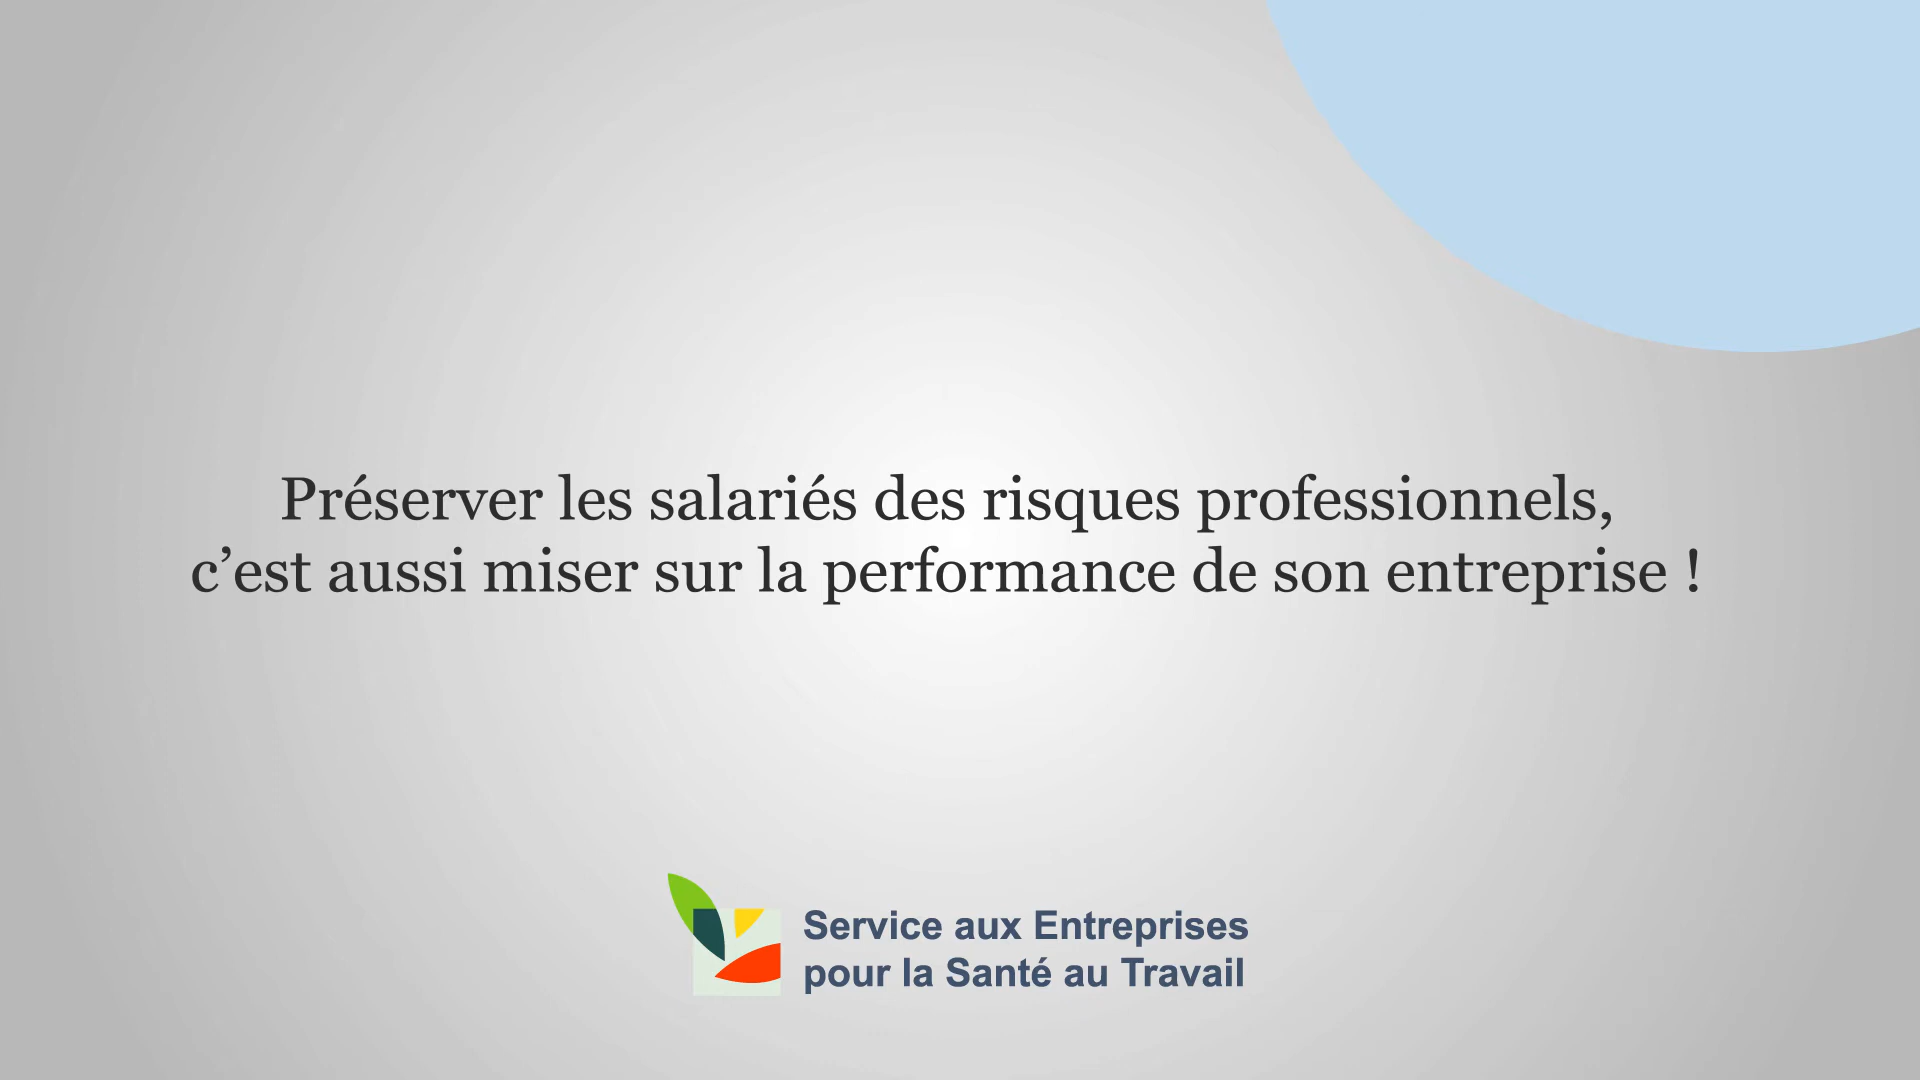 Préserver les salariés des risques professionnels,
c’est aussi miser sur la performance de son entreprise !
Service aux Entreprises
pour la Santé au Travail